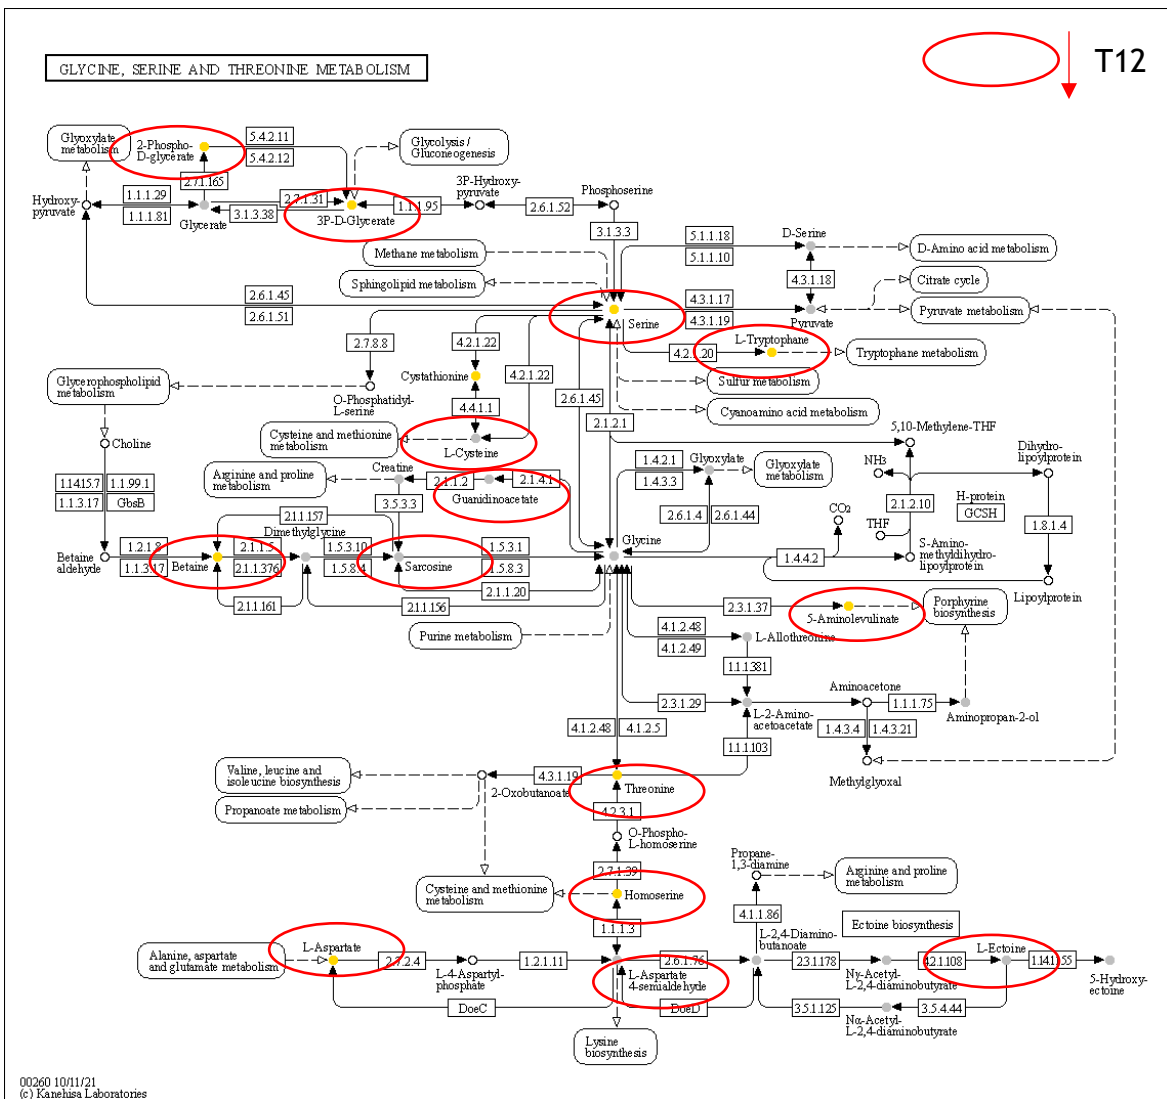 T12
GLYCINE, SERINE AND THREONINE METABOLISM
Glyoxylate
metabolism
2-Phospho-
D-glycerate
5.4.2.11
5.4.2.12
Glycolysis /
Gluconeogenesis
2.7.1.165
Hydroxy-
pyruvate
1.1.1.29
1.1.1.81
Glycerate
2.7.1.31
3.1.3.38
3P-D-Glycerate
1.1.1.95
3P-Hydroxy-
pyruvate
2.6.1.52
Phosphoserine
3.1.3.3
Methane metabolism
Sphingolipid metabolism
5.1.1.18
5.1.1.10
D-Serine
D-Amino acid metabolism
4.3.1.18
Citrate cycle
2.6.1.45
2.6.1.51
Serine
4.3.1.17
4.3.1.19
Pyruvate
Pyruvate metabolism
2.7.8.8
4.2.1.22
4.2.1.22
L-Tryptophane
4.2.1.20
Tryptophane metabolism
Glycerophospholipid
metabolism
O-Phosphatidyl-
L-serine
Cystathionine
4.4.1.1
2.6.1.45
2.1.2.1
Sulfur metabolism
Cyanoamino acid metabolism
Choline
Cysteine and methionine
metabolism
L-Cysteine
5,10-Methylene-THF
Dihydro-
lipoylprotein
1.14.15.7
1.1.99.1
1.1.3.17
GbsB
Arginine and proline
metabolism
Creatine
2.1.1.2
Guanidinoacetate
2.1.4.1
1.4.2.1
1.4.3.3
Glyoxylate
Glyoxylate
metabolism
NH3
3.5.3.3
2.6.1.4
2.6.1.44
CO2
THF
2.1.2.10
H-protein
GCSH
1.8.1.4
2.1.1.157
Dimethylglycine
Betaine
aldehyde
1.2.1.8
1.1.3.17
Betaine
2.1.1.5
2.1.1.376
1.5.3.10
1.5.8.4
Sarcosine
1.5.3.1
1.5.8.3
Glycine
1.4.4.2
S-Amino-
methyldihydro-
lipoylprotein
2.1.1.20
2.1.1.161
2.1.1.156
Lipoylprotein
2.3.1.37
5-Aminolevulinate
Porphyrine
biosynthesis
Purine metabolism
4.1.2.48
4.1.2.49
L-Allothreonine
1.1.1381
2.3.1.29
L-2-Amino-
acetoacetate
Aminoacetone
1.1.1.75
Aminopropan-2-ol
4.1.2.48
4.1.2.5
1.1.1.103
1.4.3.4
1.4.3.21
Methylglyoxal
Valine, leucine and
isoleucine biosynthesis
2-Oxobutanoate
4.3.1.19
Threonine
Propanoate metabolism
4.2.3.1
O-Phospho-
L-homoserine
2.7.1.39
Propane-
1,3-diamine
Arginine and proline
metabolism
Cysteine and methionine
metabolism
Homoserine
4.1.1.86
Ectoine biosynthesis
1.1.1.3
Alanine, aspartate
and glutamate metabolism
L-Aspartate
2.7.2.4
L-4-Aspartyl-
phosphate
1.2.1.11
L-Aspartate
4-semialdehyde
2.6.1.76
L-2,4-Diamino-
butanoate
2.3.1.178
Nγ-Acetyl-
L-2,4-diaminobutyrate
4.2.1.108
L-Ectoine
1.14.11.55
5-Hydroxy-
ectoine
DoeC
DoeD
3.5.1.125
Nα-Acetyl-
L-2,4-diaminobutyrate
3.5.4.44
Lysine
biosynthesis
00260 10/11/21
(c) Kanehisa Laboratories